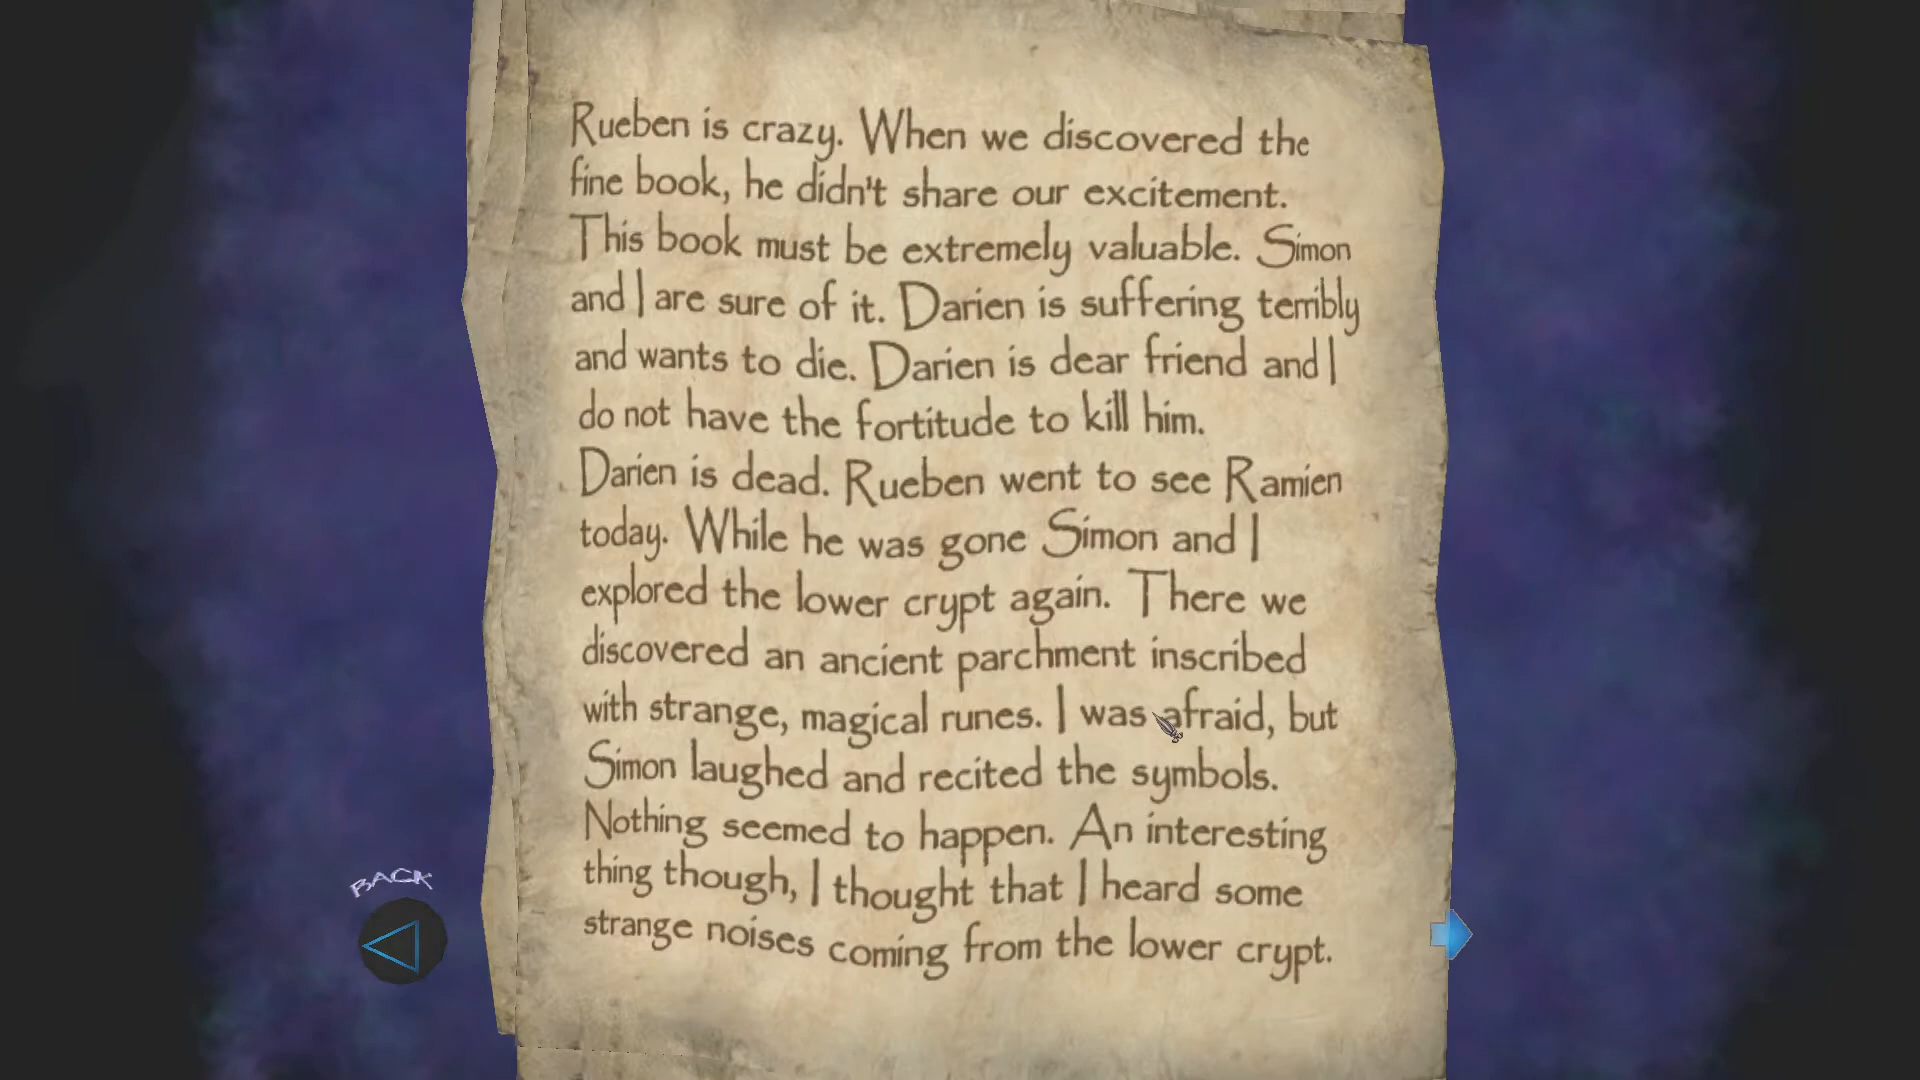 Rueben is crazy. When we discovered the
fine book, he didn't share our excitement.
This book must be extremely valuable. Simon
and I are sure of it. Darien is suffering terribly
and wants to die. Darien is dear friend and I
do not have the fortitude to kill him.
Darien is dead. Rueben went to see Ramien
today. While he was gone Simon and I
explored the lower crypt again. There we
discovered an ancient parchment inscribed
with strange, magical runes. I was afraid, but
Simon laughed and recited the symbols.
Nothing seemed to happen. An interesting
thing though, I thought that I heard some
strange noises coming from the lower crypt.
BACK